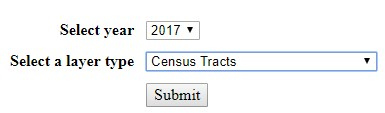 Select year 2017
Select a layer type Census Tracts
Submit